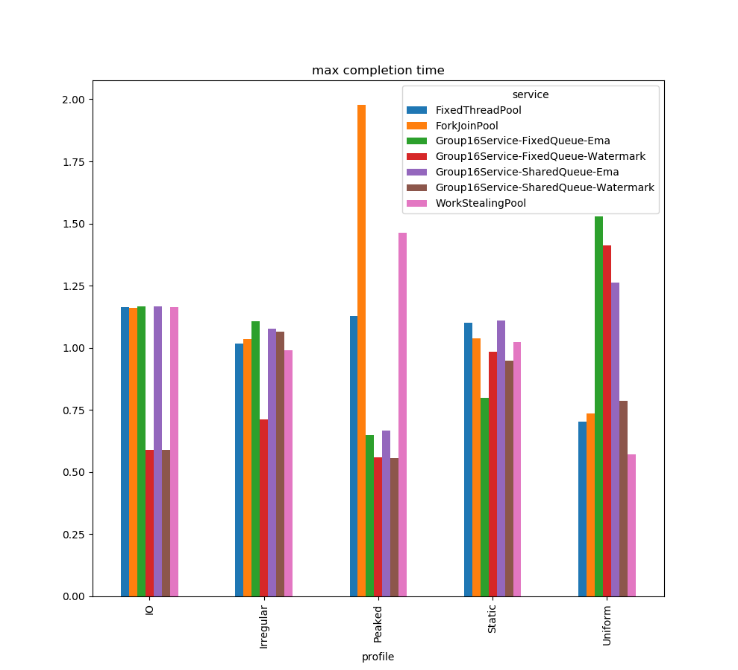 max completion time
service
FixedThreadPool
ForkJoinPool
Group16Service-FixedQueue-Ema
Group16Service-FixedQueue-Watermark
Group16Service-SharedQueue-Ema
Group16Service-SharedQueue-Watermark
WorkStealingPool
2.00
1.75
1.50
1.25
1.00
0.75
0.50
0.25
0.00
IO
Irregular
Peaked
Static
Uniform
profile